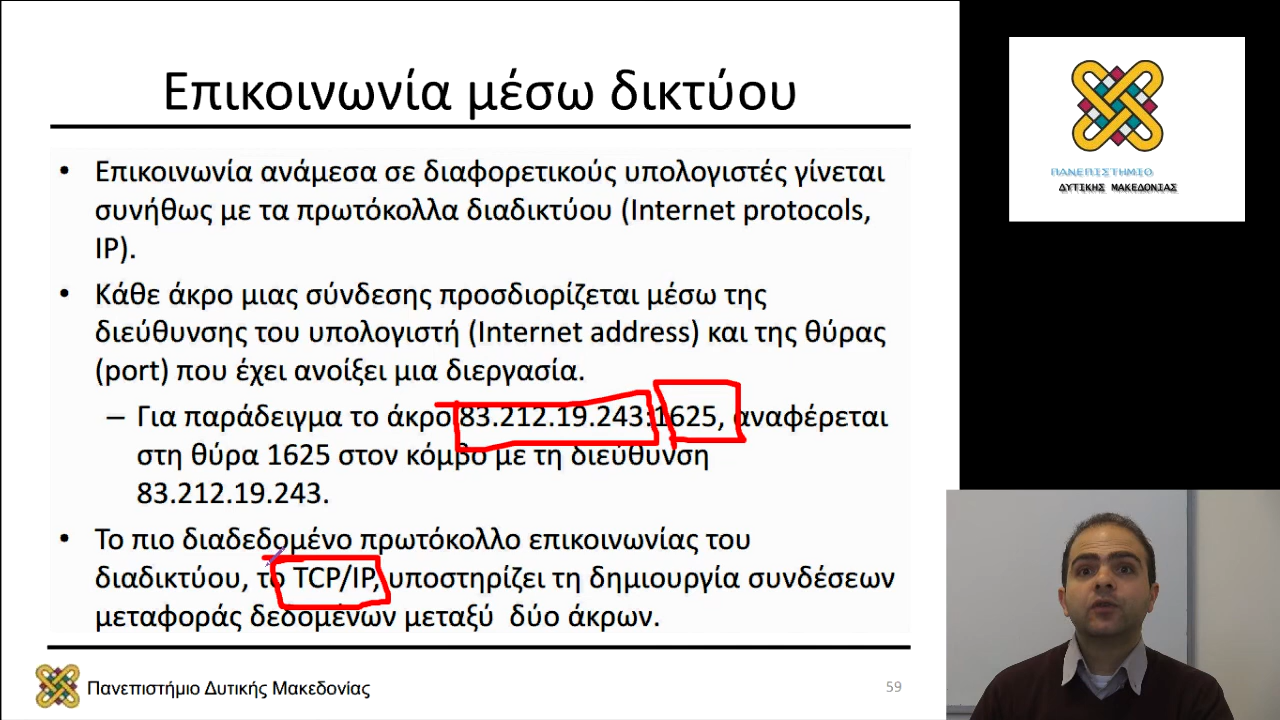 Επικοινωνία μέσω δικτύου
• Επικοινωνία ανάμεσα σε διαφορετικούς υπολογιστές γίνεται
συνήθως με τα πρωτόκολλα διαδικτύου (Internet protocols,
IP).
• Κάθε άκρο μιας σύνδεσης προσδιορίζεται μέσω της
διεύθυνσης του υπολογιστή (Internet address) και της θύρας
(port) που έχει ανοίξει μια διεργασία.
– Για παράδειγμα το άκρο 83.212.19.243:1625, αναφέρεται
στη θύρα 1625 στον κόμβο με τη διεύθυνση
83.212.19.243.
• Το πιο διαδεδομένο πρωτόκολλο επικοινωνίας του
διαδικτύου, το TCP/IP, υποστηρίζει τη δημιουργία συνδέσεων
μεταφοράς δεδομένων μεταξύ δύο άκρων.
Πανεπιστήμιο Δυτικής Μακεδονίας
59
ΠΑΝΕΠΙΣΤΗΜΙΟ
ΔΥΤΙΚΗΣ ΜΑΚΕΔΟΝΙΑΣ